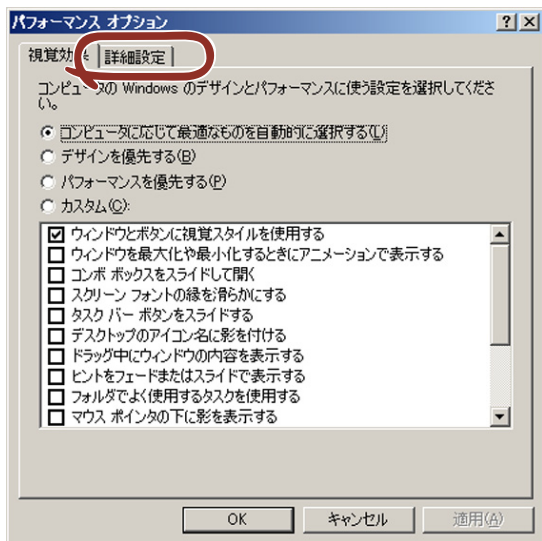 パフォーマンス オプション
視覚効果
詳細設定
コンピュータの Windows のデザインとパフォーマンスに使う設定を選択してくださ
い。
コンピュータに応じて最適なものを自動的に選択する(L)
デザインを優先する(B)
パフォーマンスを優先する(P)
カスタム(C):
ウィンドウとボタンに視覚スタイルを使用する
ウィンドウを最大化や最小化するときにアニメーションで表示する
コンボ ボックスをスライドして開く
スクリーン フォントの縁を滑らかにする
タスク バー ボタンをスライドする
デスクトップのアイコン名に影を付ける
ドラッグ中にウィンドウの内容を表示する
ヒントをフェードまたはスライドで表示する
フォルダでよく使用するタスクを使用する
マウス ポインタの下に影を表示する
OK
キャンセル
適用(A)